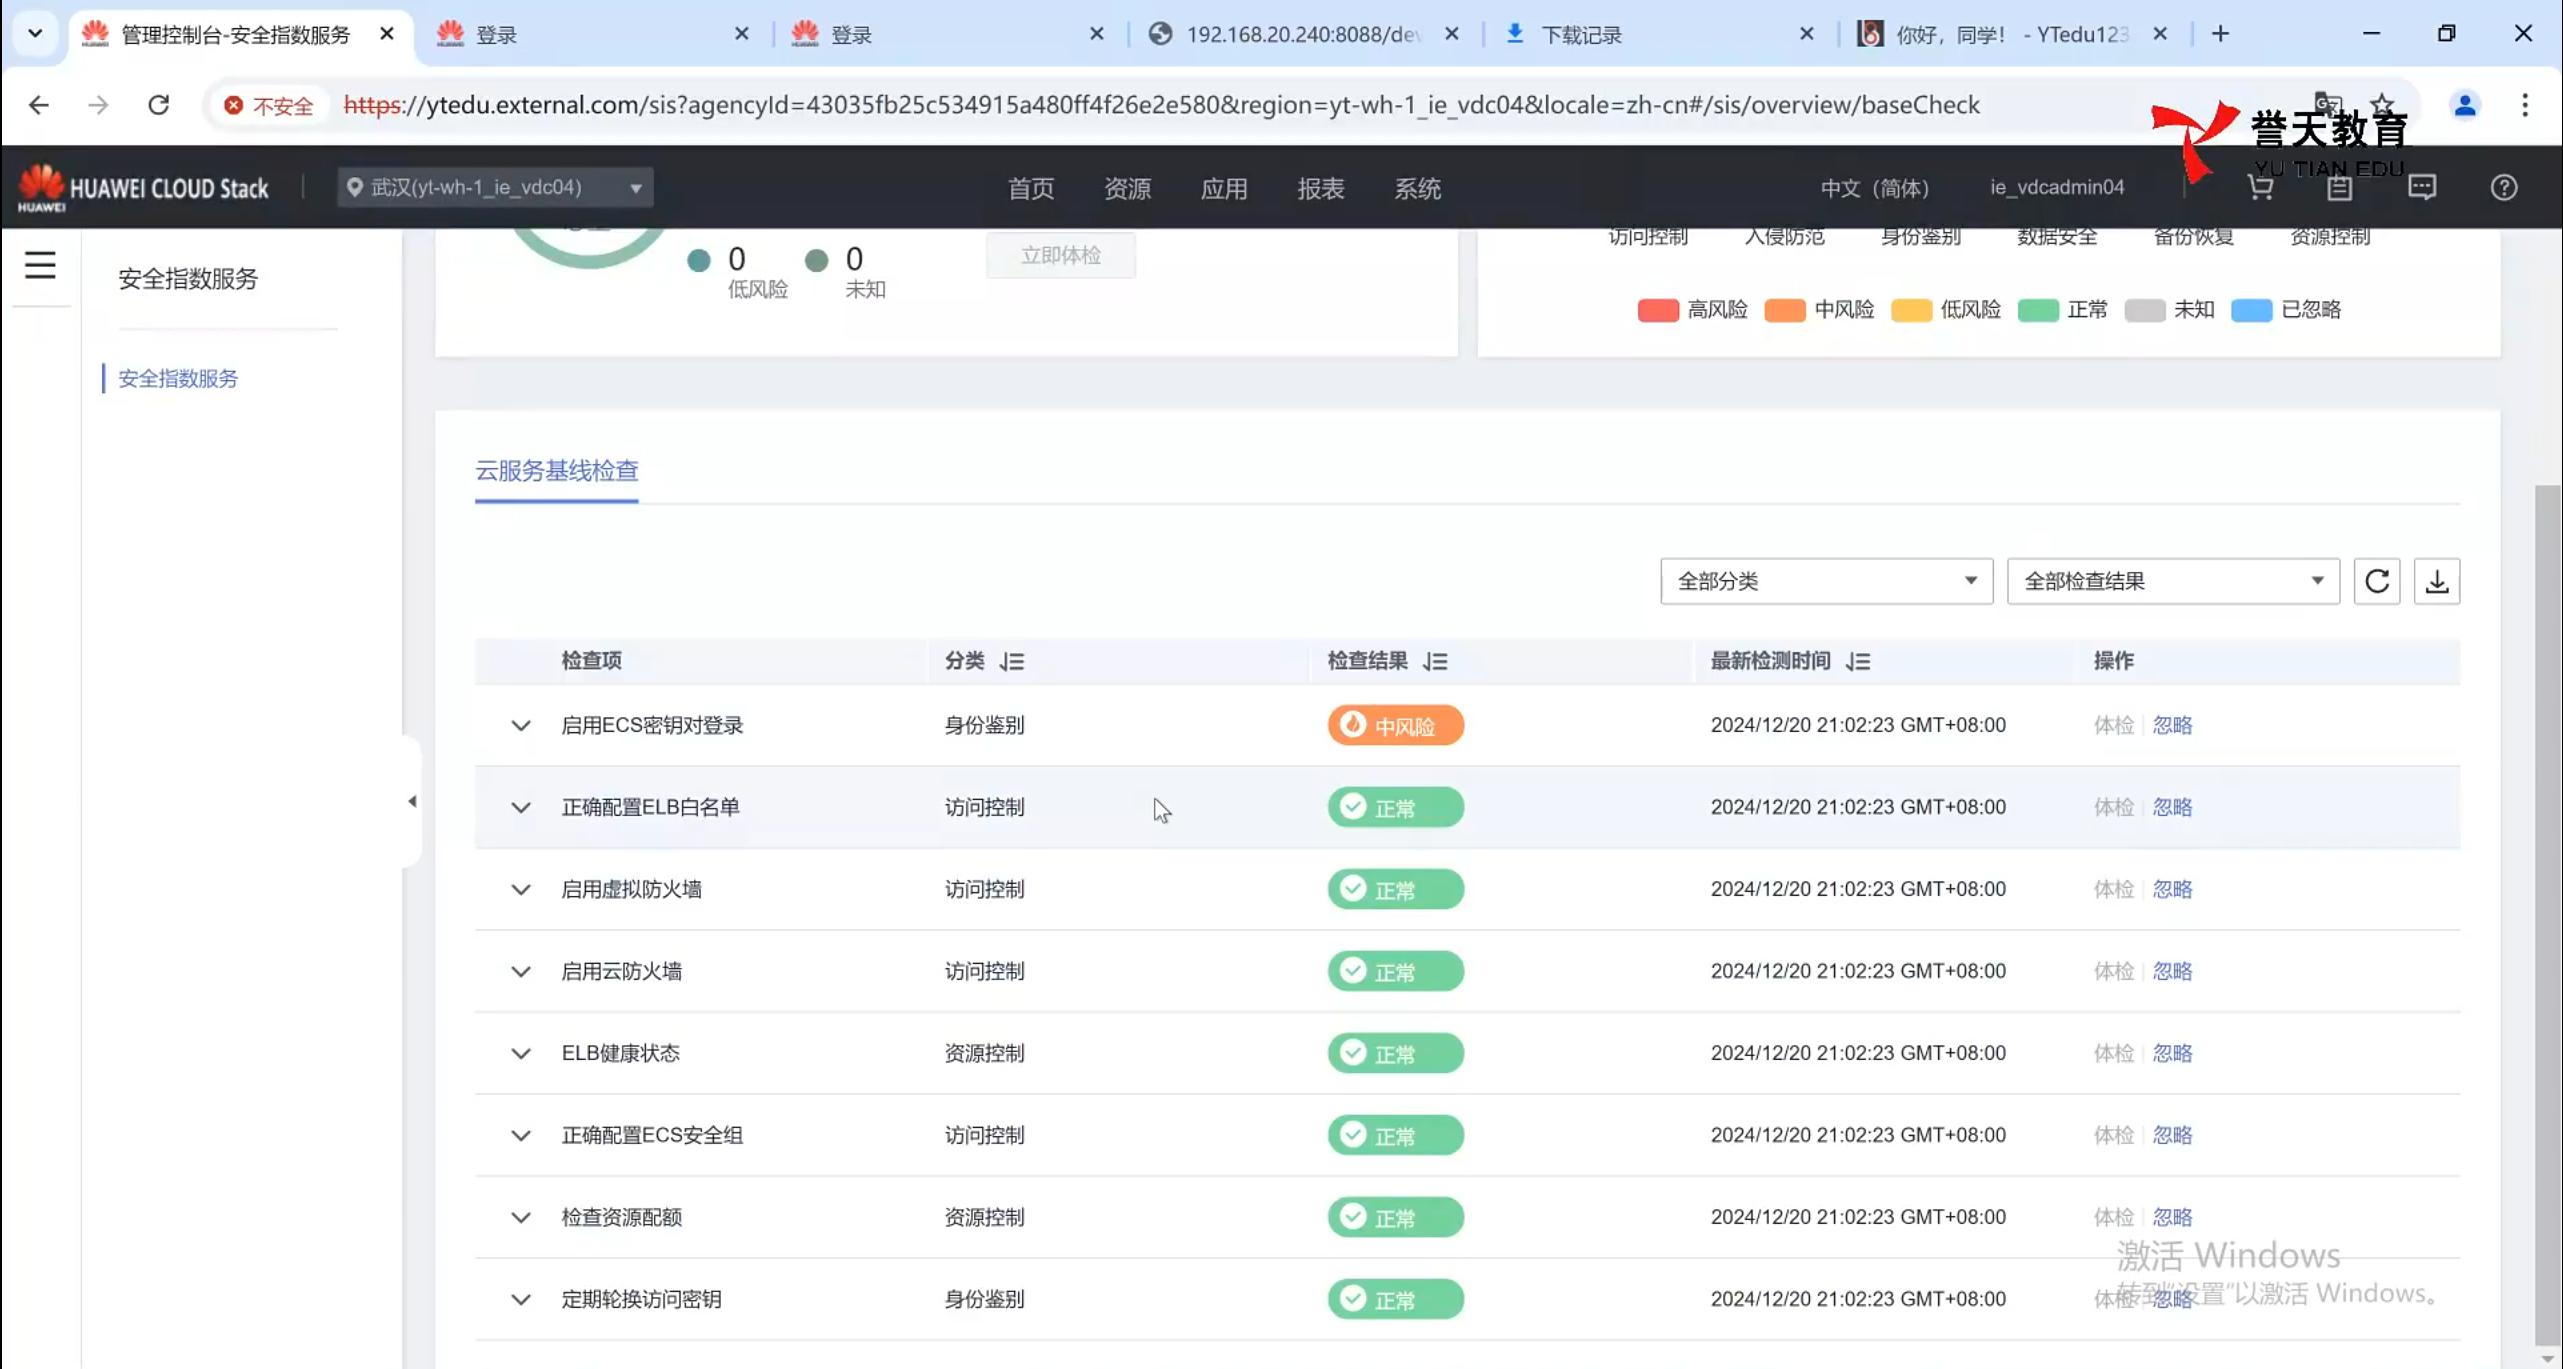 管理控制台-安全指数服务
登录
登录
192.168.20.240:8088/dev
下载记录
你好，同学！ - YTedu123
不安全 https://ytedu.external.com/sis?agencyId=43035fb25c534915a480ff4f26e2e580&region=yt-wh-1_ie_vdc04&locale=zh-cn#/sis/overview/baseCheck
誉天教育
YU TIAN EDU
HUAWEI
HUAWEI CLOUD Stack
武汉(yt-wh-1_ie_vdc04)
首页 资源 应用 报表 系统
中文（简体） ie_vdcadmin04
安全指数服务
安全指数服务
0 低风险
0 未知
立即体检
访问控制 入侵防范 身份鉴别 数据安全 备份恢复 资源控制
高风险 中风险 低风险 正常 未知 已忽略
云服务基线检查
全部分类 全部检查结果
检查项 分类 检查结果 最新检测时间 操作
启用ECS密钥对登录 身份鉴别 中风险 2024/12/20 21:02:23 GMT+08:00 体检 忽略
正确配置ELB白名单 访问控制 正常 2024/12/20 21:02:23 GMT+08:00 体检 忽略
启用虚拟防火墙 访问控制 正常 2024/12/20 21:02:23 GMT+08:00 体检 忽略
启用云防火墙 访问控制 正常 2024/12/20 21:02:23 GMT+08:00 体检 忽略
ELB健康状态 资源控制 正常 2024/12/20 21:02:23 GMT+08:00 体检 忽略
正确配置ECS安全组 访问控制 正常 2024/12/20 21:02:23 GMT+08:00 体检 忽略
检查资源配额 资源控制 正常 2024/12/20 21:02:23 GMT+08:00 体检 忽略
定期轮换访问密钥 身份鉴别 正常 2024/12/20 21:02:23 GMT+08:00 体检 忽略
激活 Windows
转到“设置”以激活 Windows。